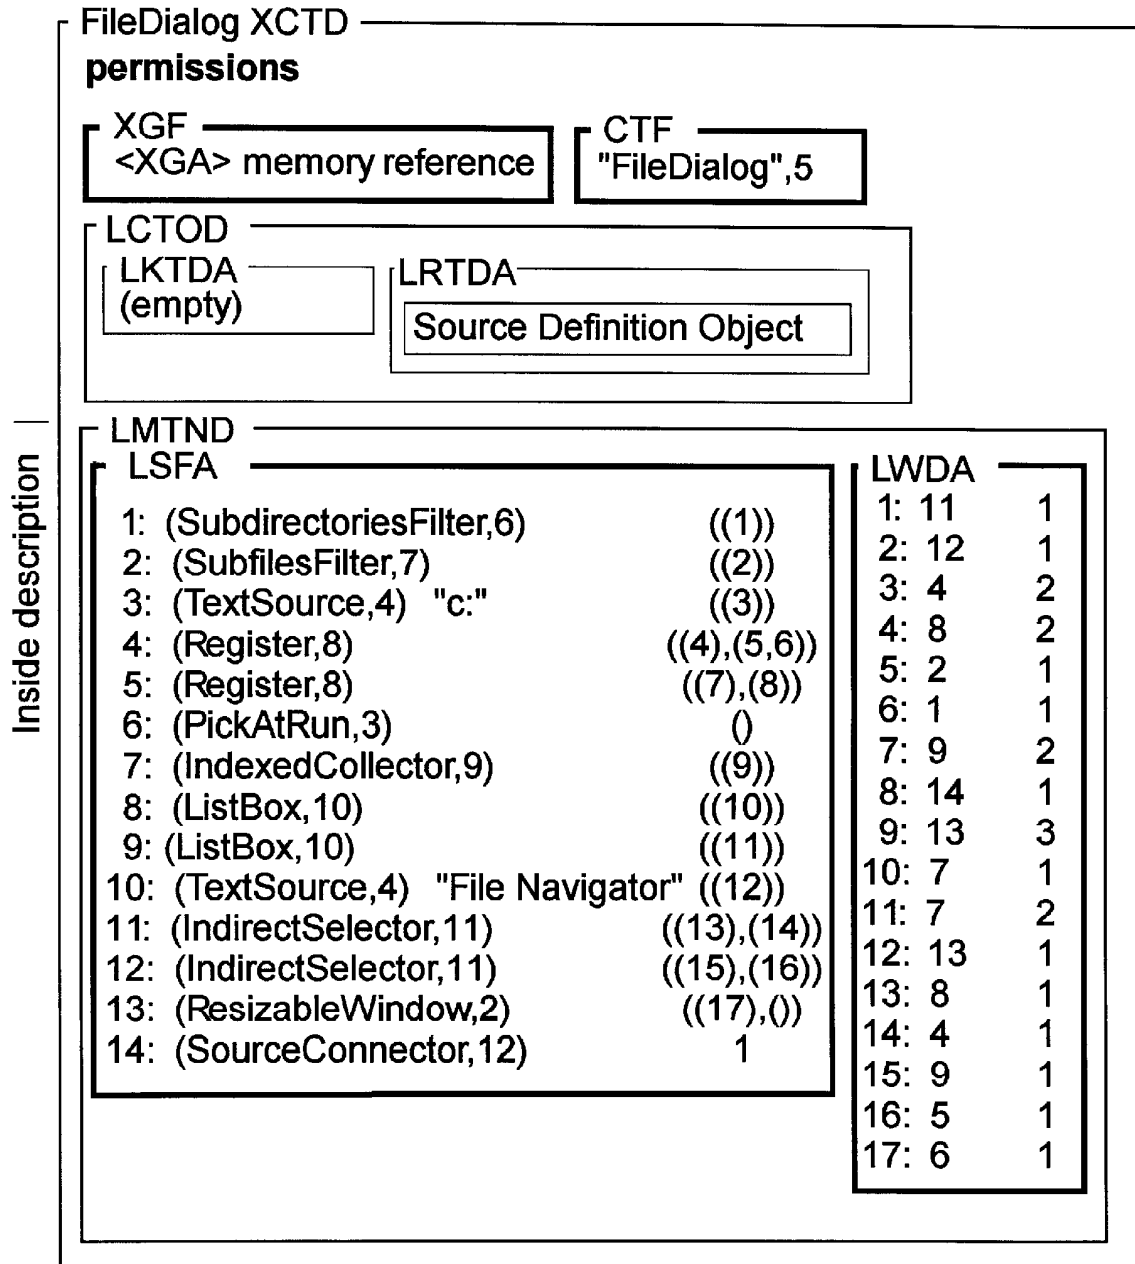 FileDialog XCTD
permissions
XGF
<XGA> memory reference
CTF
"FileDialog",5
LCTOD
LKTDA
(empty)
LRTDA
Source Definition Object
Inside description
LMTND
LSFA
1: (SubdirectoriesFilter,6) ((1))
2: (SubfilesFilter,7) ((2))
3: (TextSource,4) "c:" ((3))
4: (Register,8) ((4),(5,6))
5: (Register,8) ((7),(8))
6: (PickAtRun,3) ()
7: (IndexedCollector,9) ((9))
8: (ListBox,10) ((10))
9: (ListBox,10) ((11))
10: (TextSource,4) "File Navigator" ((12))
11: (IndirectSelector,11) ((13),(14))
12: (IndirectSelector,11) ((15),(16))
13: (ResizableWindow,2) ((17),())
14: (SourceConnector,12) 1
LWDA
1: 11 1
2: 12 1
3: 4 2
4: 8 2
5: 2 1
6: 1 1
7: 9 2
8: 14 1
9: 13 3
10: 7 1
11: 7 2
12: 13 1
13: 8 1
14: 4 1
15: 9 1
16: 5 1
17: 6 1